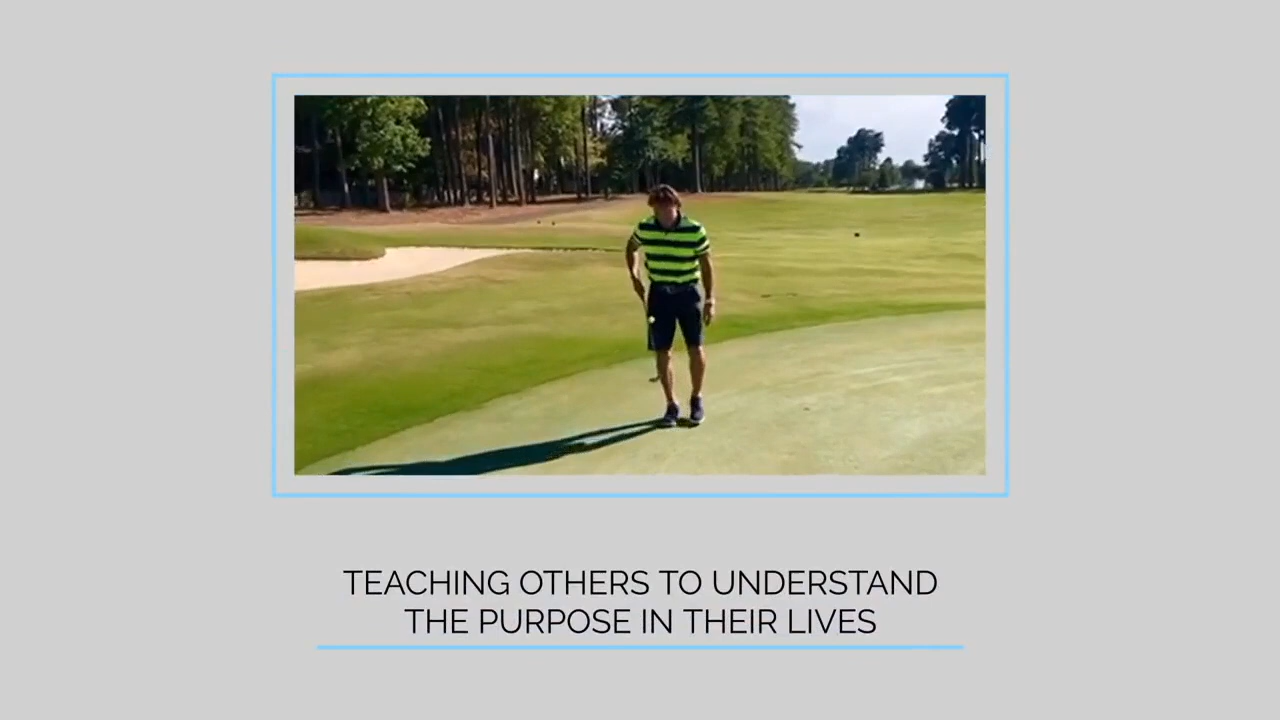 TEACHING OTHERS TO UNDERSTAND
THE PURPOSE IN THEIR LIVES